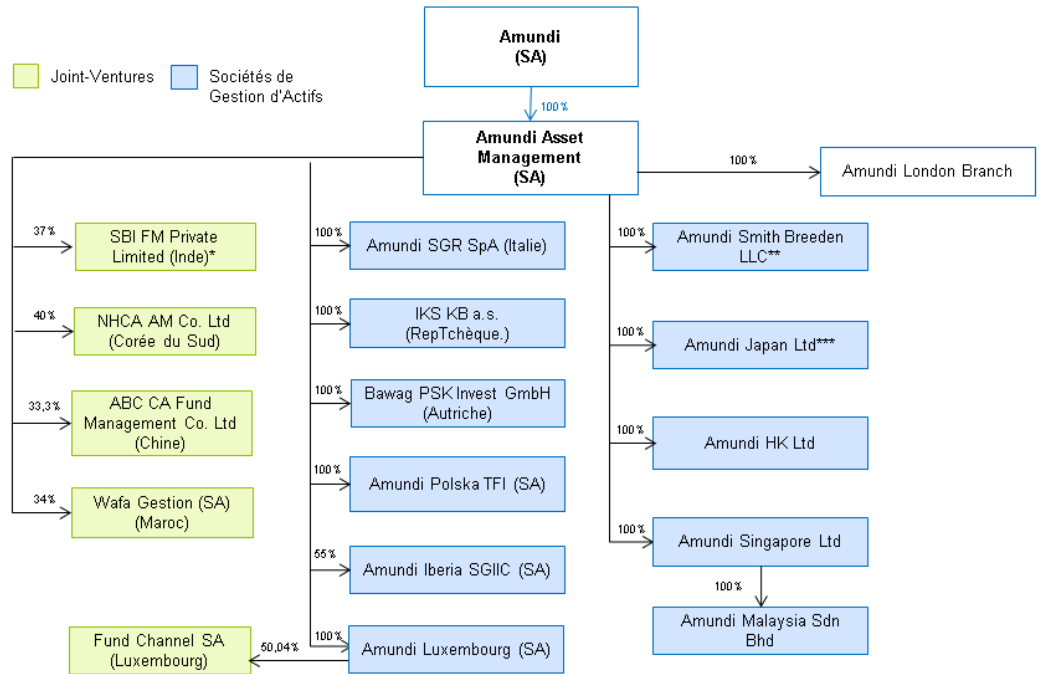 Amundi
(SA)
Joint-Ventures
Sociétés de
Gestion d'Actifs
100%
Amundi Asset
Management
(SA)
100%
Amundi London Branch
37%
SBI FM Private
Limited (Inde)*
100%
Amundi SGR SpA (Italie)
100%
Amundi Smith Breeden
LLC**
40%
NHCA AM Co. Ltd
(Corée du Sud)
100%
IKS KB a.s.
(RepTchèque.)
100%
Amundi Japan Ltd***
33,3%
ABC CA Fund
Management Co. Ltd
(Chine)
100%
Bawag PSK Invest GmbH
(Autriche)
100%
Amundi HK Ltd
34%
Wafa Gestion (SA)
(Maroc)
100%
Amundi Polska TFI (SA)
100%
Amundi Singapore Ltd
55%
Amundi Iberia SGIIC (SA)
100%
Amundi Malaysia Sdn
Bhd
Fund Channel SA
(Luxembourg)
50,04%
100%
Amundi Luxembourg (SA)